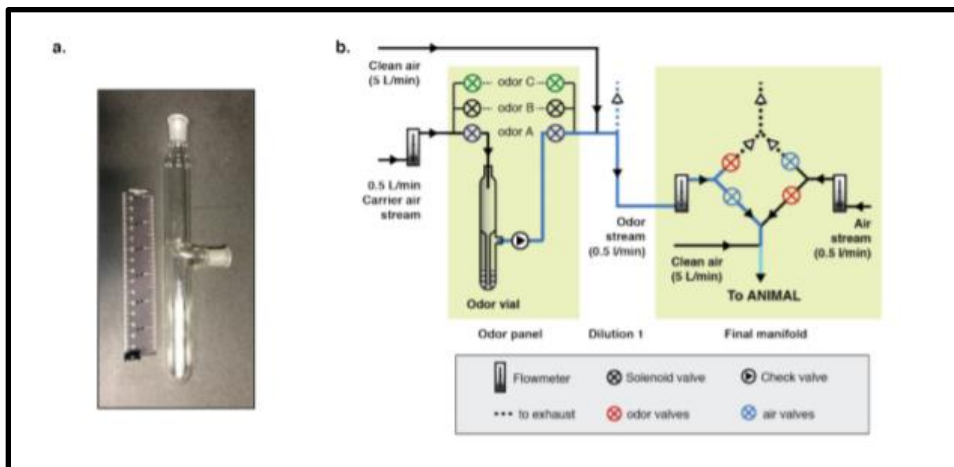 a.
b.
Clean air
(5 L/min)
odor C
odor B
odor A
0.5 L/min
Carrier air
stream
Odor vial
Odor
stream
(0.5 l/min)
Clean air
(5 L/min)
Air
stream
(0.5 l/min)
To ANIMAL
Odor panel
Dilution 1
Final manifold
Flowmeter
Solenoid valve
Check valve
to exhaust
odor valves
air valves